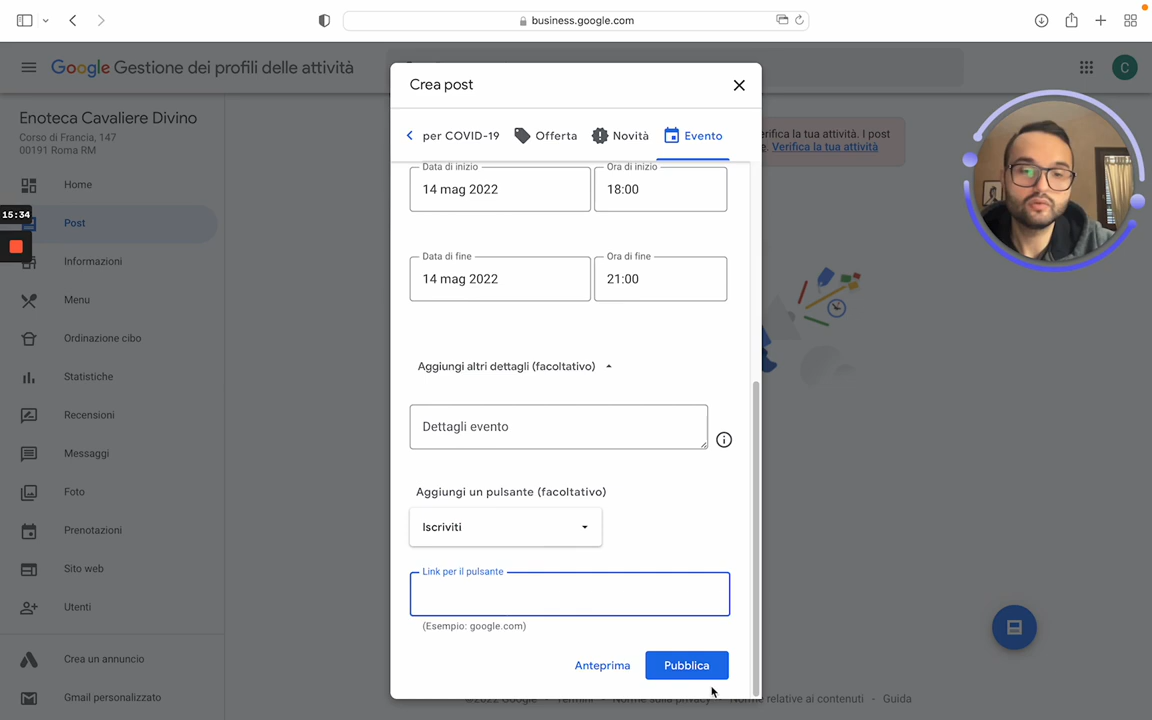 business.google.com
Google Gestione dei profili delle attività
C
Enoteca Cavaliere Divino
Corso di Francia, 147
00191 Roma RM
Home
15:34
Post
Informazioni
Menu
Ordinazione cibo
Statistiche
Recensioni
Messaggi
Foto
Prenotazioni
Sito web
Utenti
Crea un annuncio
Gmail personalizzato
Crea post
per COVID-19
Offerta
Novità
Evento
erifica la tua attività. I post
e. Verifica la tua attività
Data di inizio
14 mag 2022
Ora di inizio
18:00
Data di fine
14 mag 2022
Ora di fine
21:00
Aggiungi altri dettagli (facoltativo)
Dettagli evento
Aggiungi un pulsante (facoltativo)
Iscriviti
Link per il pulsante
(Esempio: google.com)
Anteprima
Pubblica
©2022 Google - Termini - Norme sulla privacy - Norme relative ai contenuti - Guida